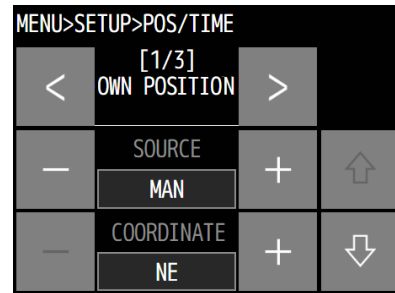 MENU>SETUP>POS/TIME
[1/3]
< OWN POSITION >
SOURCE
− MAN +
COORDINATE
− NE +